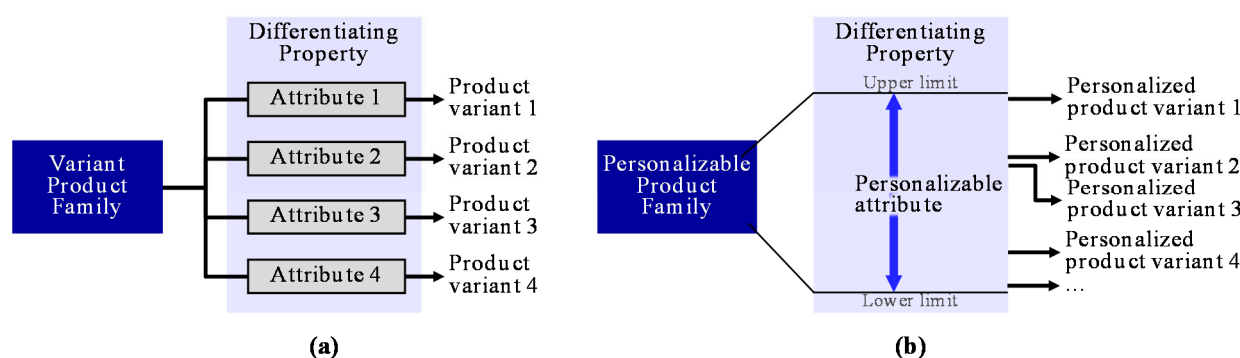 Differentiating
Property
Variant
Product
Family
Attribute 1
Attribute 2
Attribute 3
Attribute 4
Product
variant 1
Product
variant 2
Product
variant 3
Product
variant 4
(a)
Differentiating
Property
Upper limit
Personalizable
Product
Family
Personalizable
attribute
Lower limit
Personalized
product variant 1
Personalized
product variant 2
Personalized
product variant 3
Personalized
product variant 4
...
(b)